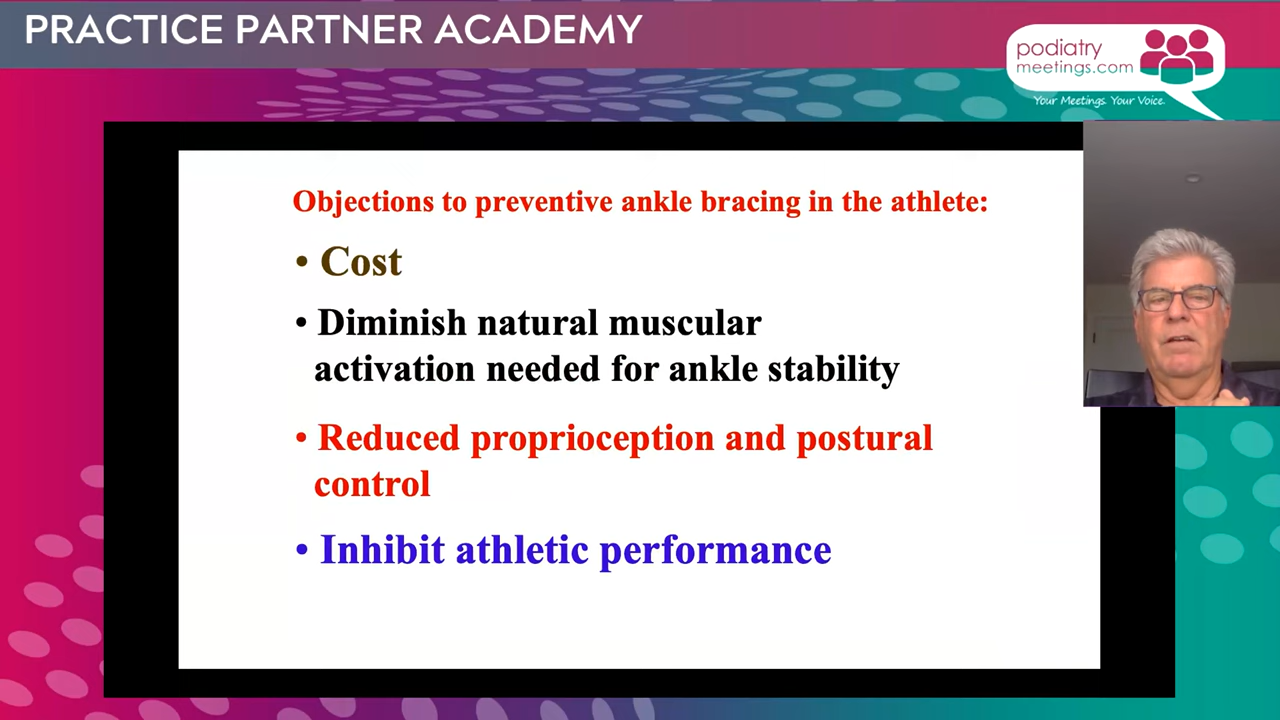 PRACTICE PARTNER ACADEMY
podiatry
meetings.com
Your Meetings. Your Voice.
Objections to preventive ankle bracing in the athlete:
• Cost
• Diminish natural muscular
activation needed for ankle stability
• Reduced proprioception and postural
control
• Inhibit athletic performance